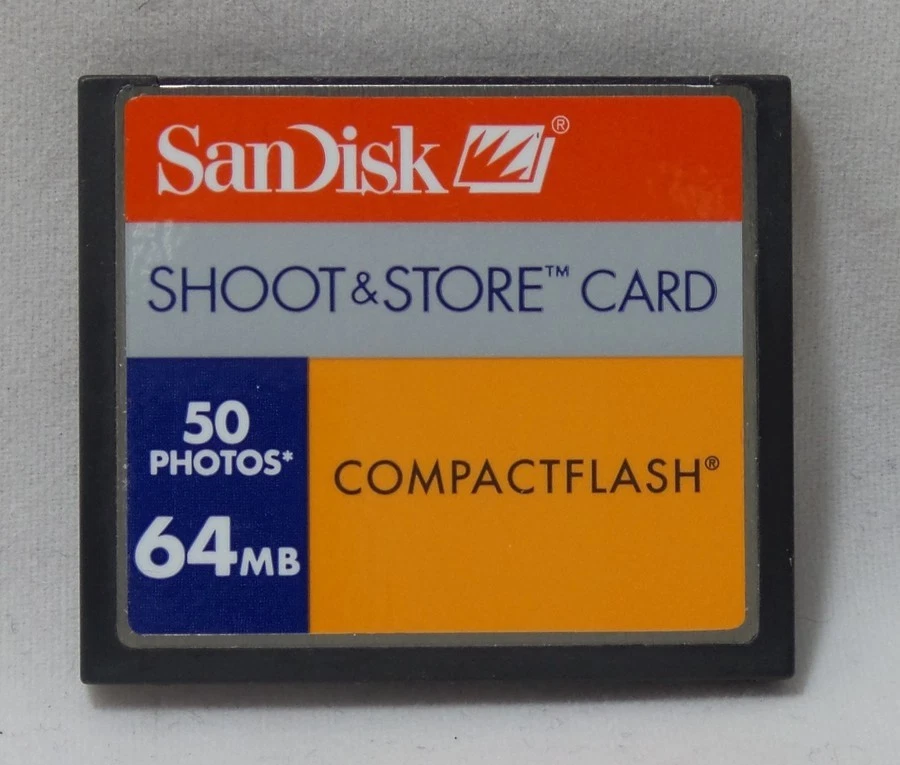 SanDisk®
SHOOT&STORE™ CARD
50
PHOTOS*
64MB
COMPACTFLASH®